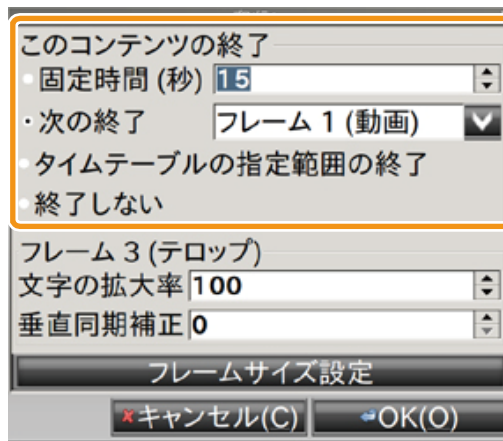 このコンテンツの終了
固定時間 (秒) 15
次の終了 フレーム 1 (動画)
タイムテーブルの指定範囲の終了
終了しない
フレーム 3 (テロップ)
文字の拡大率 100
垂直同期補正 0
フレームサイズ設定
キャンセル(C) OK(O)